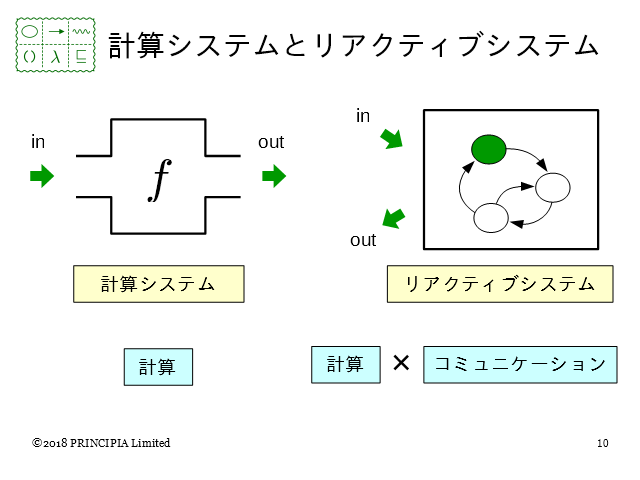 計算システムとリアクティブシステム
() λ ⊑
in
out
f
in
out
計算システム
リアクティブシステム
計算
計算 × コミュニケーション
©2018 PRINCIPIA Limited
10